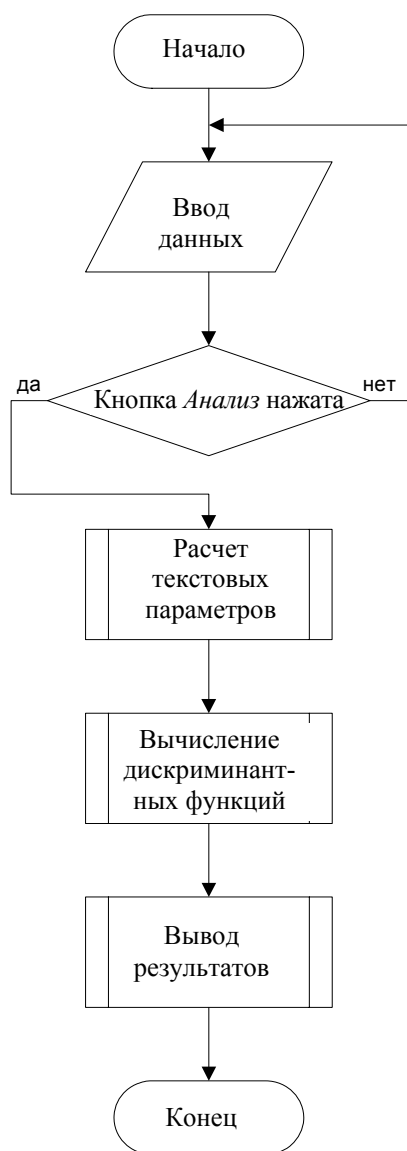 Начало
Ввод
данных
да
Кнопка Анализ нажата
нет
Расчет
текстовых
параметров
Вычисление
дискриминант-
ных функций
Вывод
результатов
Конец